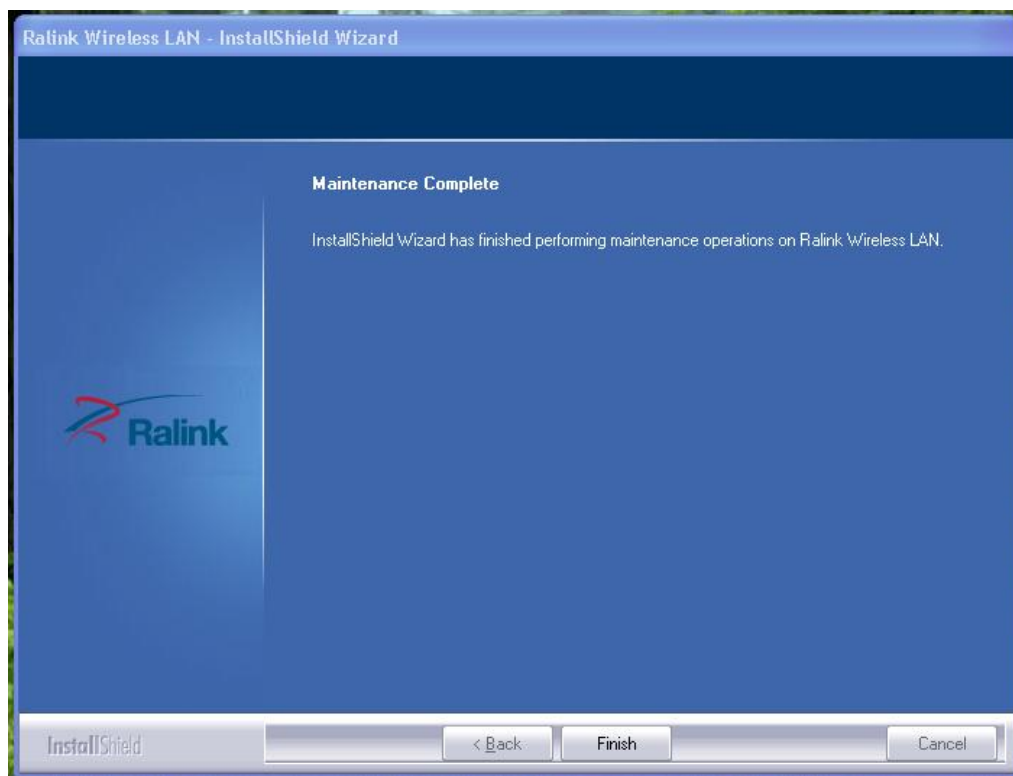 Ralink Wireless LAN - InstallShield Wizard
Maintenance Complete
InstallShield Wizard has finished performing maintenance operations on Ralink Wireless LAN.
Ralink
InstallShield
< Back
Finish
Cancel